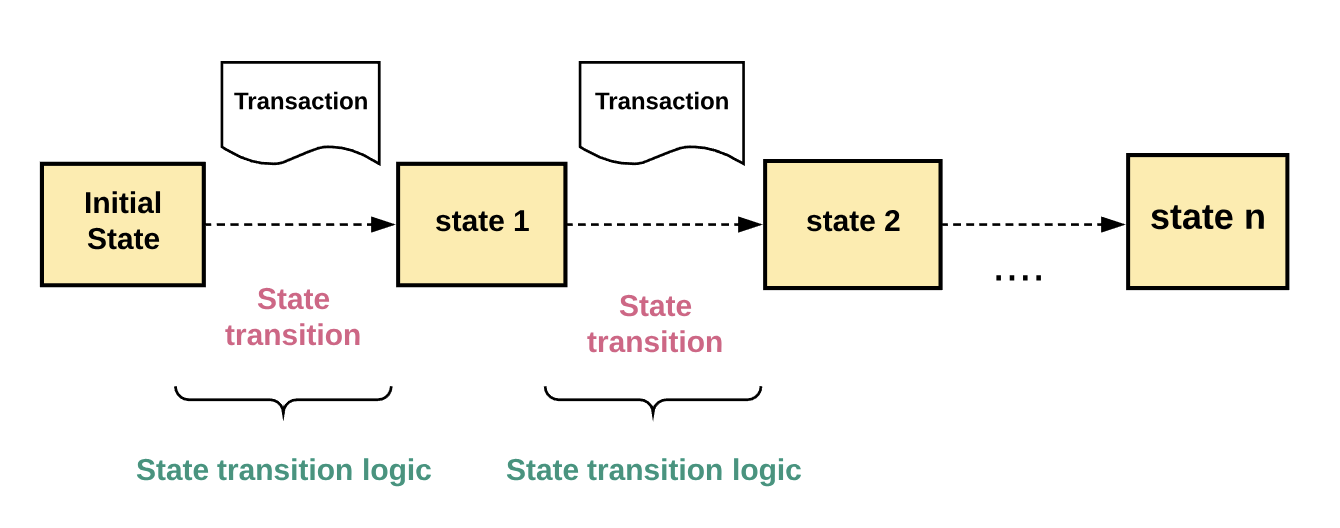 Transaction
Transaction
Initial
State
state 1
state 2
state n
....
State
transition
State
transition
State transition logic
State transition logic